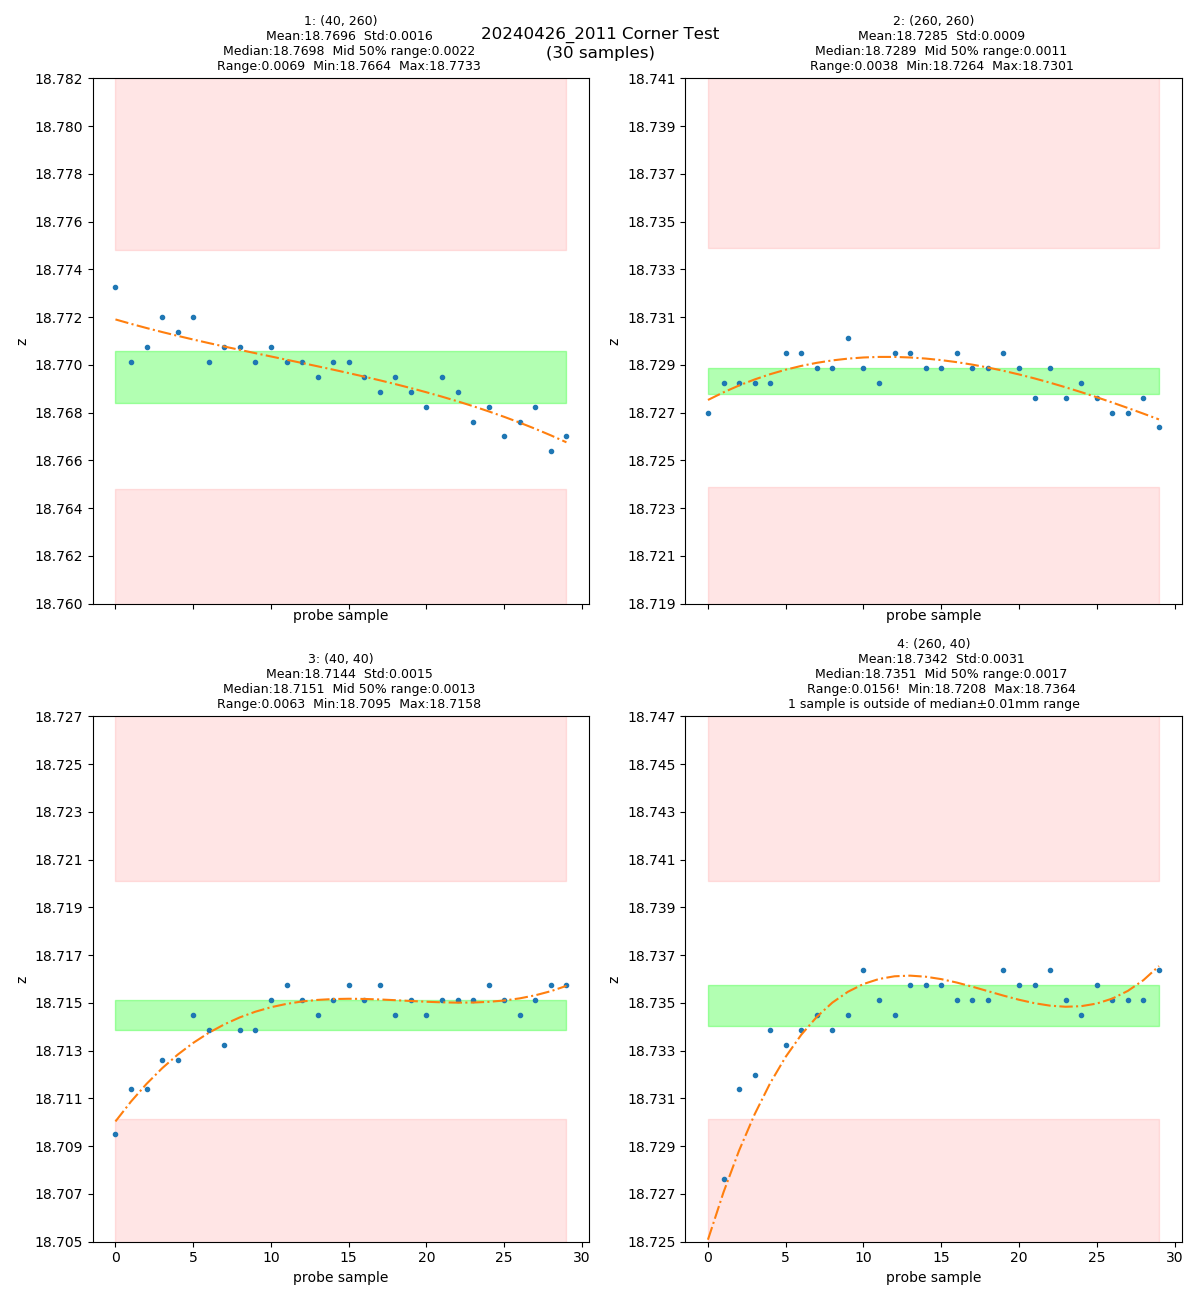 20240426_2011 Corner Test
(30 samples)
1: (40, 260)
Mean:18.7696  Std:0.0016
Median:18.7698  Mid 50% range:0.0022
Range:0.0069  Min:18.7664  Max:18.7733
18.782
18.780
18.778
18.776
18.774
18.772
18.770
18.768
18.766
18.764
18.762
18.760
z
probe sample
2: (260, 260)
Mean:18.7285  Std:0.0009
Median:18.7289  Mid 50% range:0.0011
Range:0.0038  Min:18.7264  Max:18.7301
18.741
18.739
18.737
18.735
18.733
18.731
18.729
18.727
18.725
18.723
18.721
18.719
z
probe sample
3: (40, 40)
Mean:18.7144  Std:0.0015
Median:18.7151  Mid 50% range:0.0013
Range:0.0063  Min:18.7095  Max:18.7158
18.727
18.725
18.723
18.721
18.719
18.717
18.715
18.713
18.711
18.709
18.707
18.705
z
0 5 10 15 20 25 30
probe sample
4: (260, 40)
Mean:18.7342  Std:0.0031
Median:18.7351  Mid 50% range:0.0017
Range:0.0156!  Min:18.7208  Max:18.7364
1 sample is outside of median±0.01mm range
18.747
18.745
18.743
18.741
18.739
18.737
18.735
18.733
18.731
18.729
18.727
18.725
z
0 5 10 15 20 25 30
probe sample